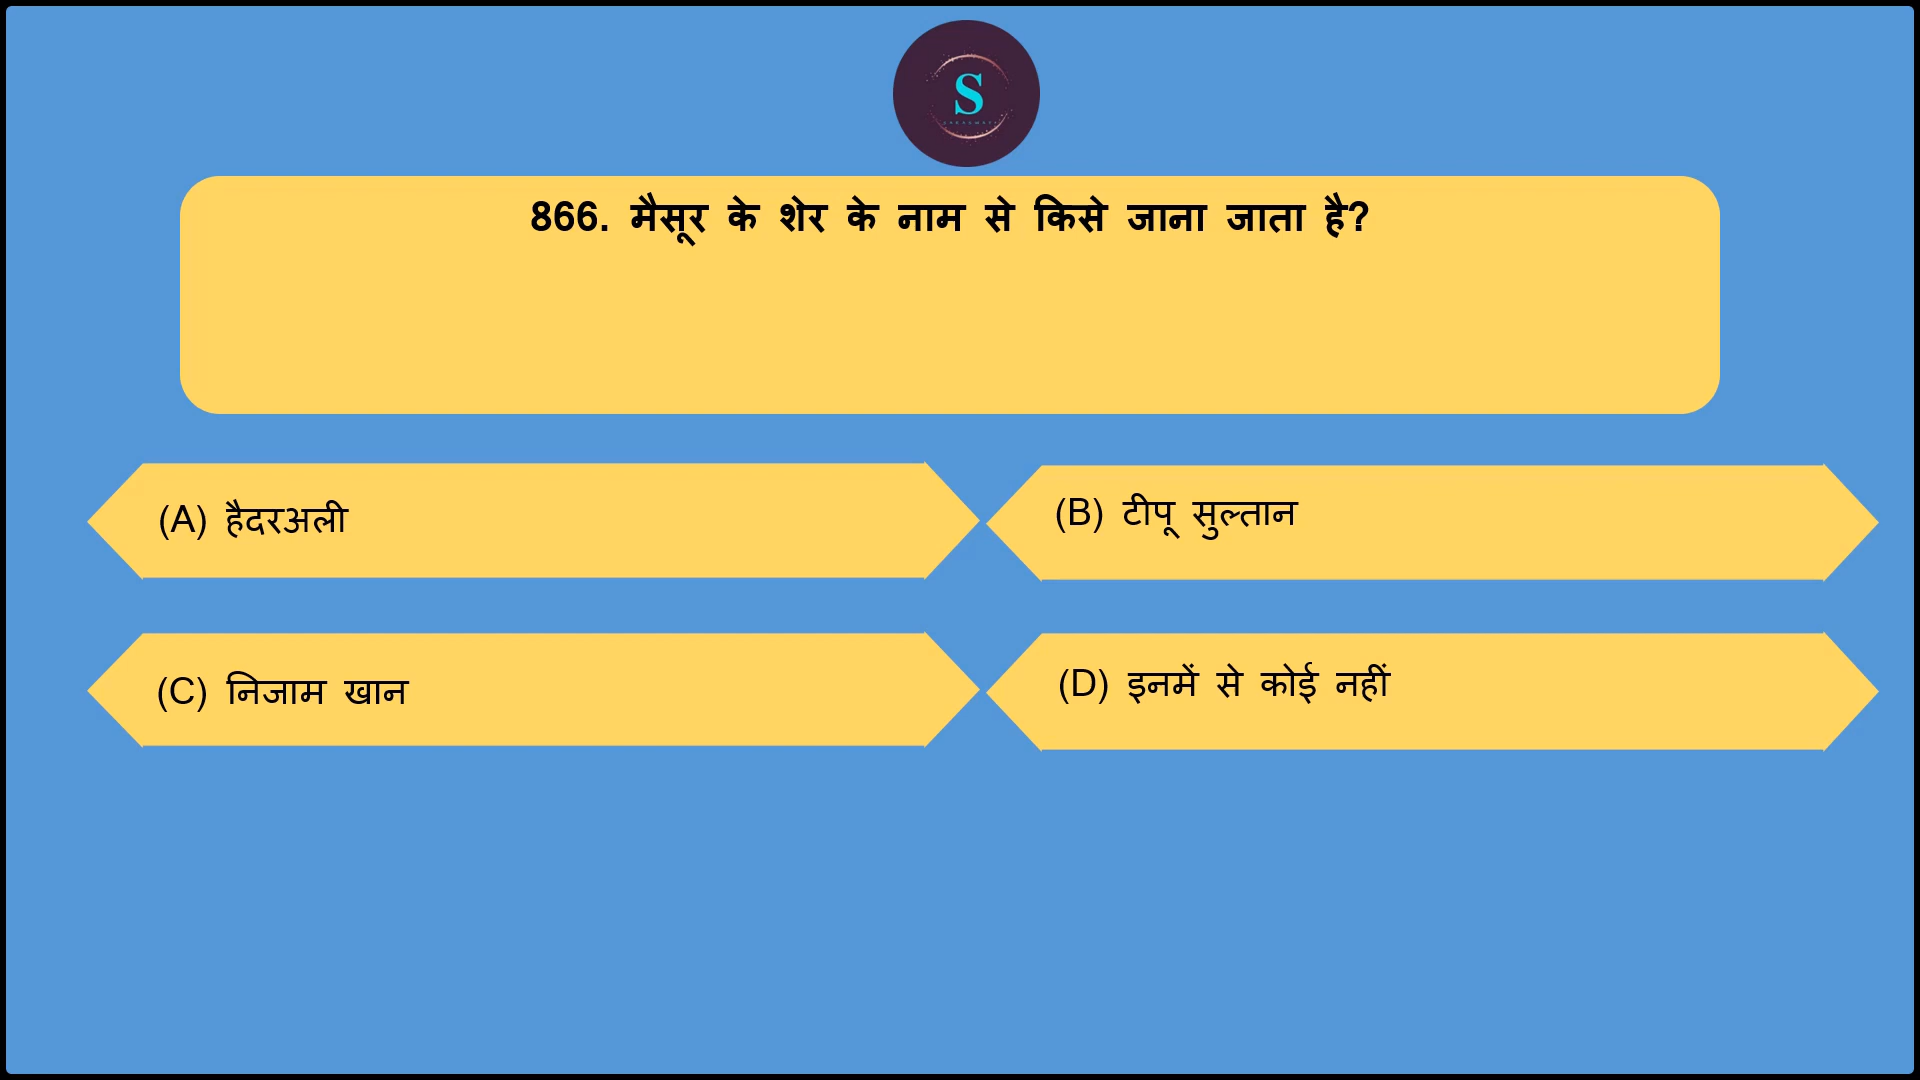 S
866. मैसूर के शेर के नाम से किसे जाना जाता है?
(A) हैदरअली
(B) टीपू सुल्तान
(C) निजाम खान
(D) इनमें से कोई नहीं